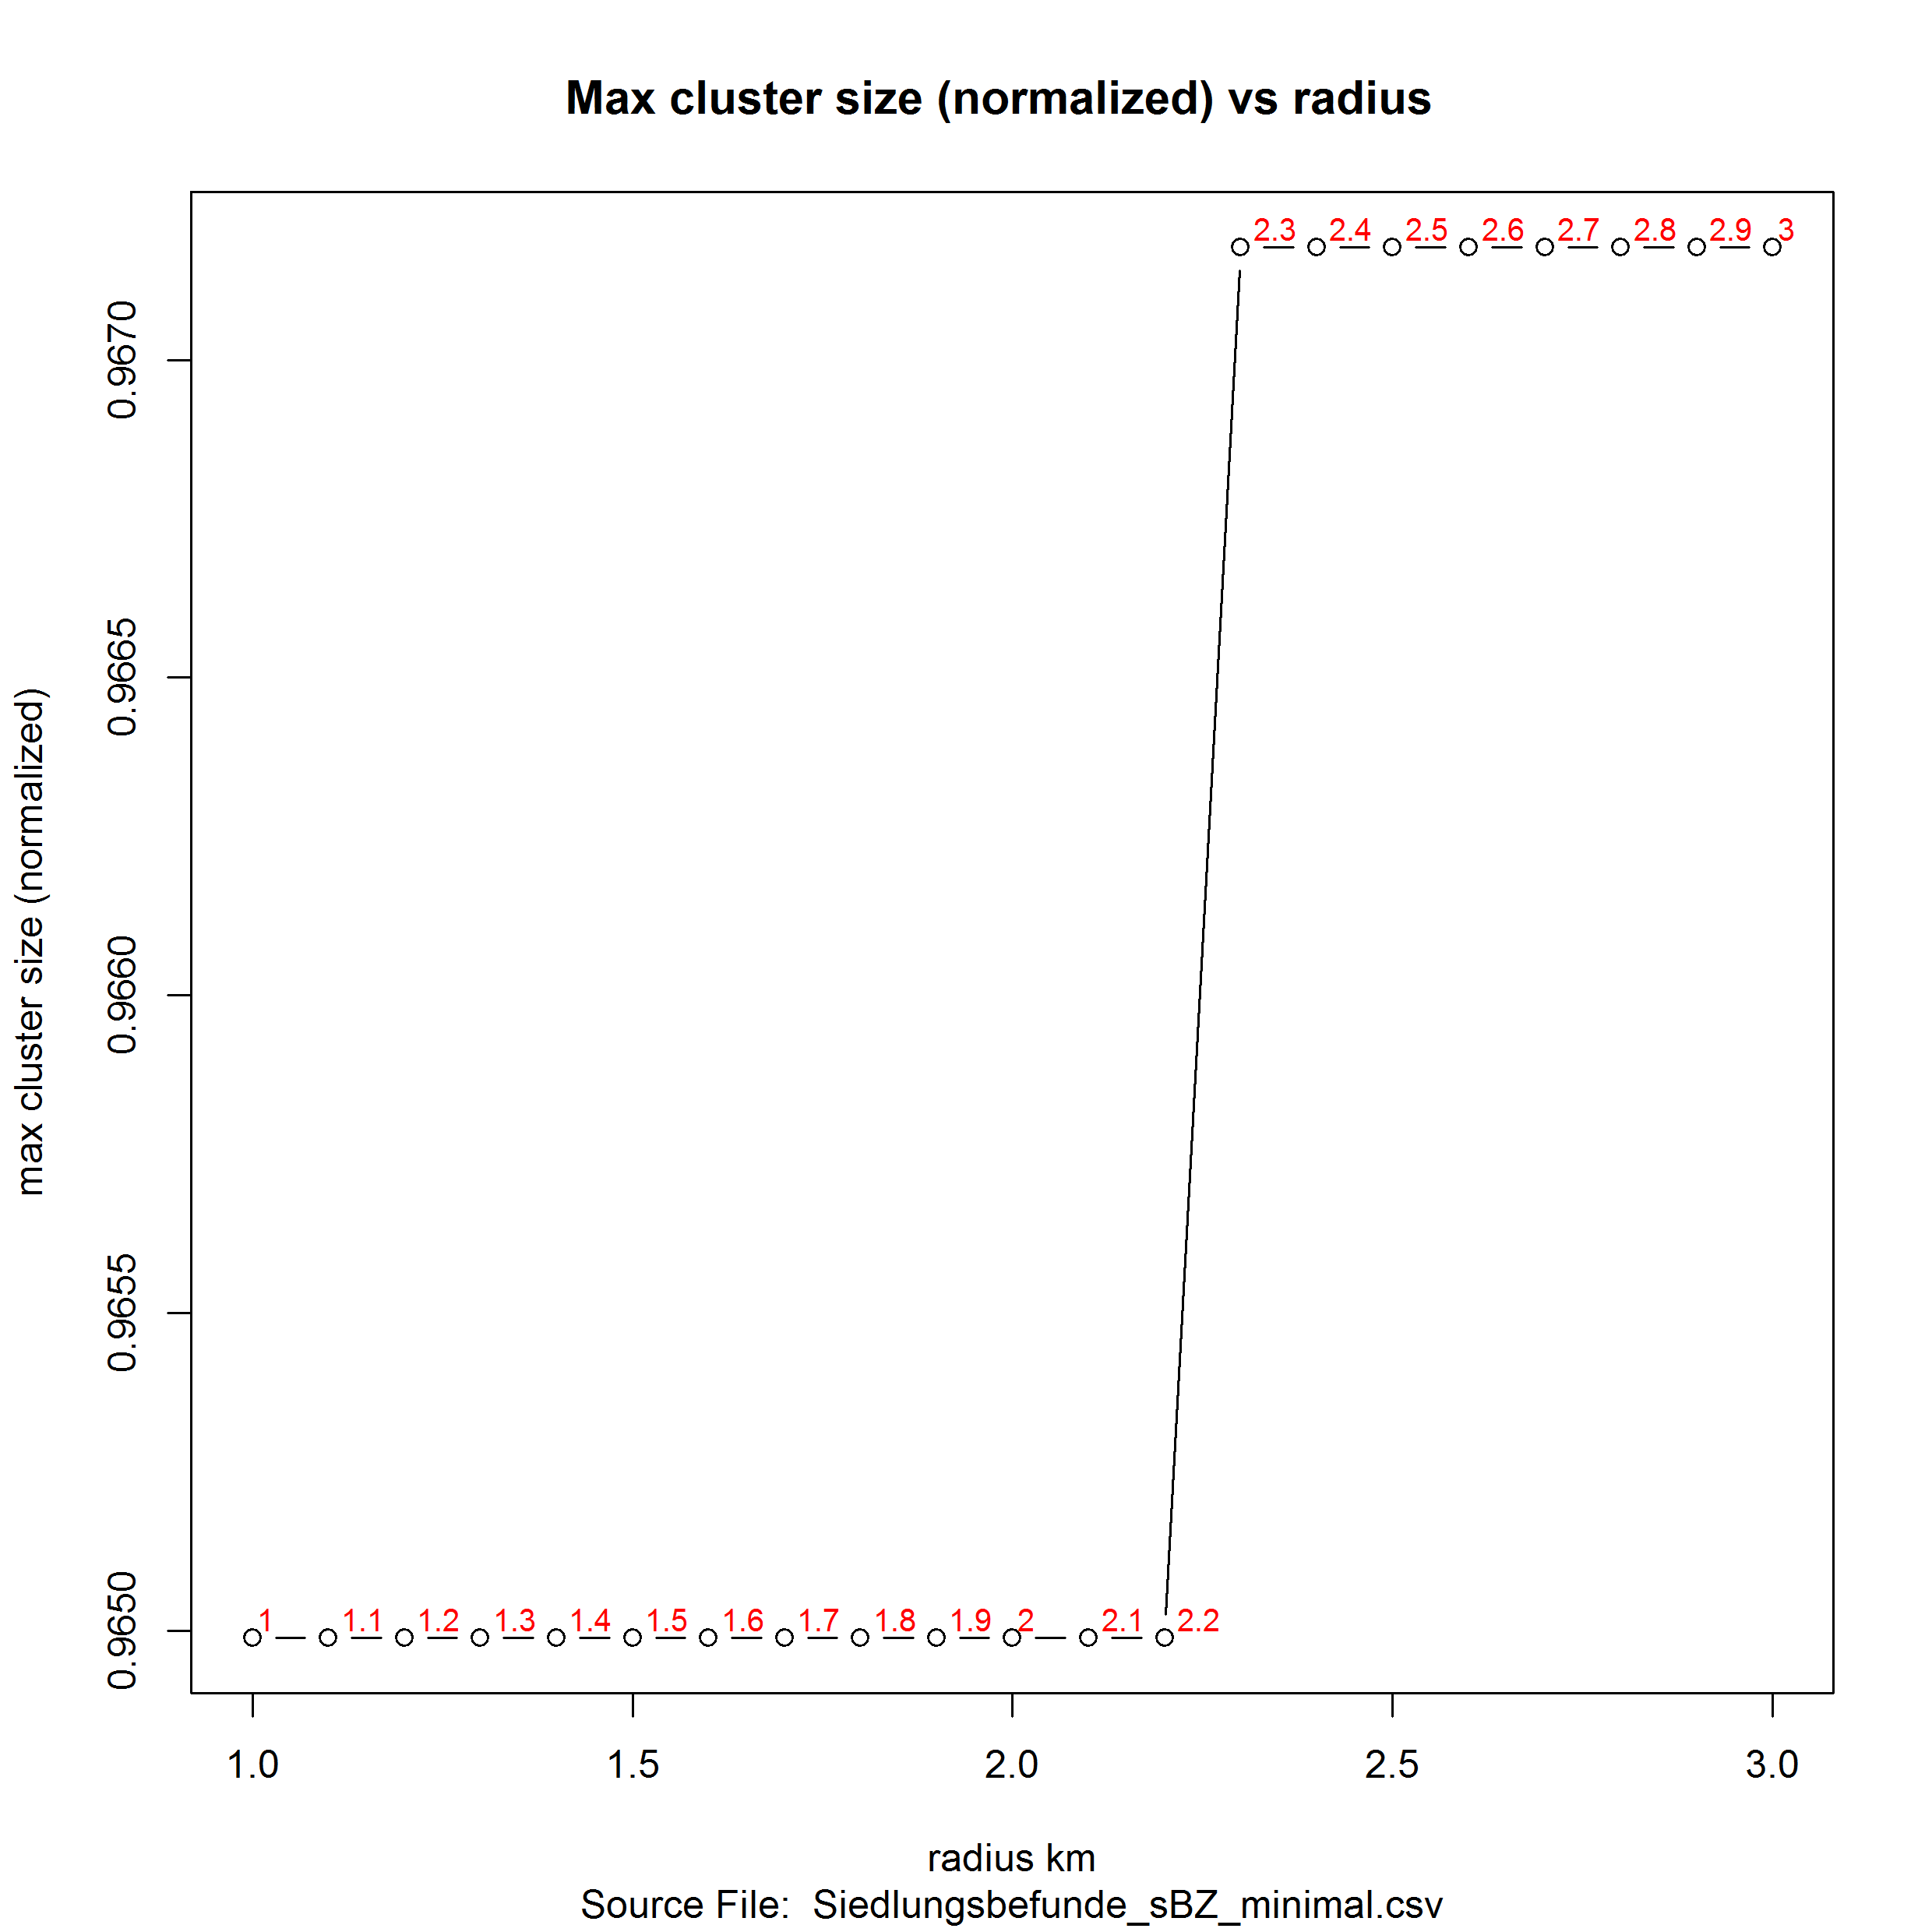 Max cluster size (normalized) vs radius
2.3 2.4 2.5 2.6 2.7 2.8 2.9 3
0.9670
0.9665
0.9660
0.9655
0.9650
max cluster size (normalized)
1 1.1 1.2 1.3 1.4 1.5 1.6 1.7 1.8 1.9 2 2.1 2.2
1.0 1.5 2.0 2.5 3.0
radius km
Source File: Siedlungsbefunde_sBZ_minimal.csv